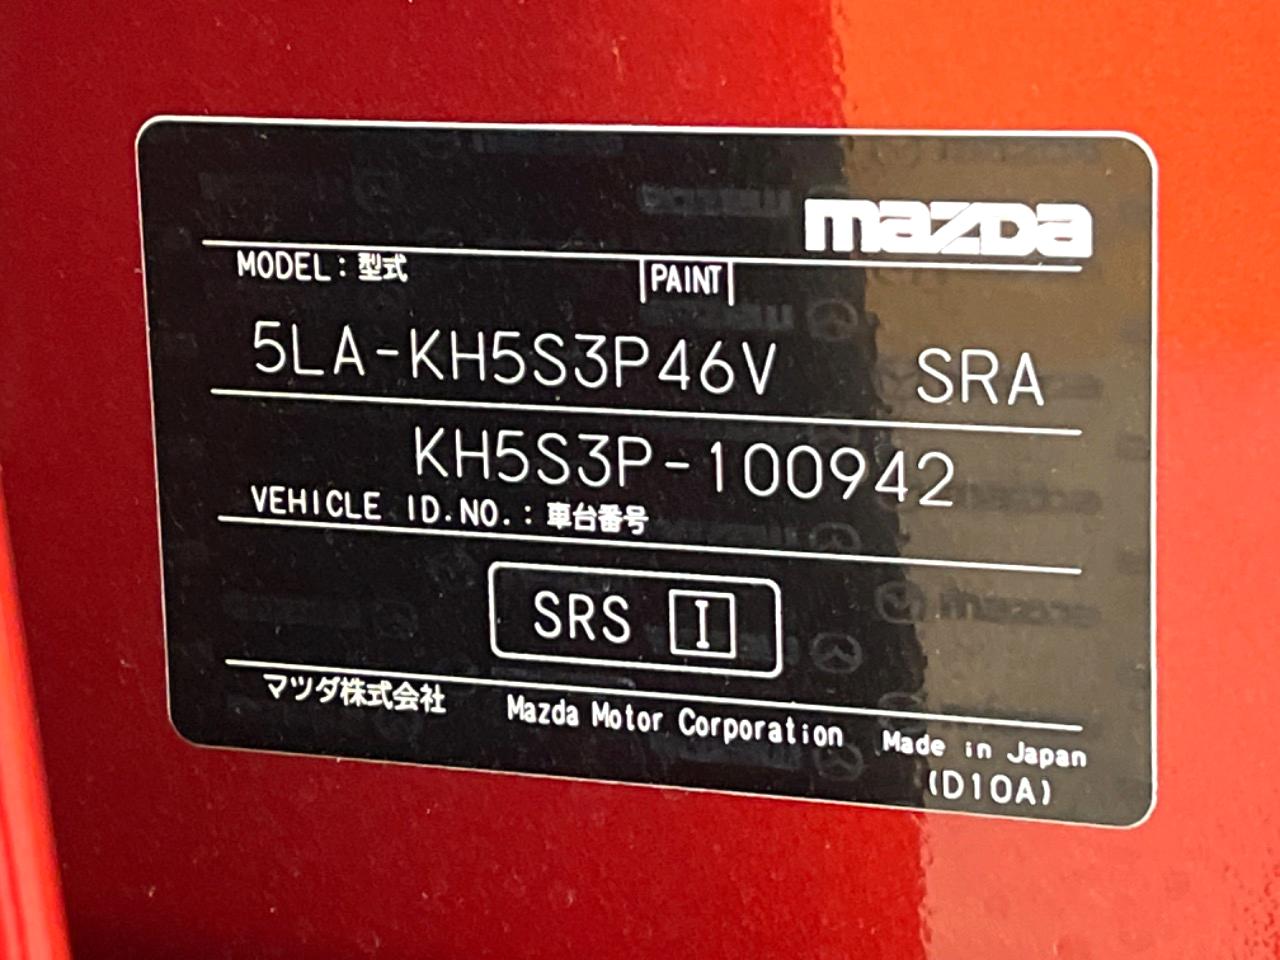 mazda
MODEL：型式 PAINT
5LA-KH5S3P46V SRA
KH5S3P-100942
VEHICLE ID.NO.：車台番号
SRS I
マツダ株式会社 Mazda Motor Corporation Made in Japan
(D10A)